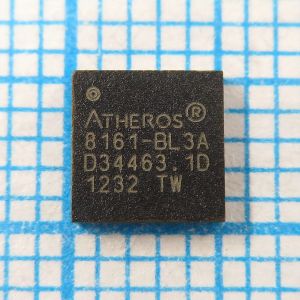 ATHEROS®
8161-BL3A
D34463.1D
1232 TW